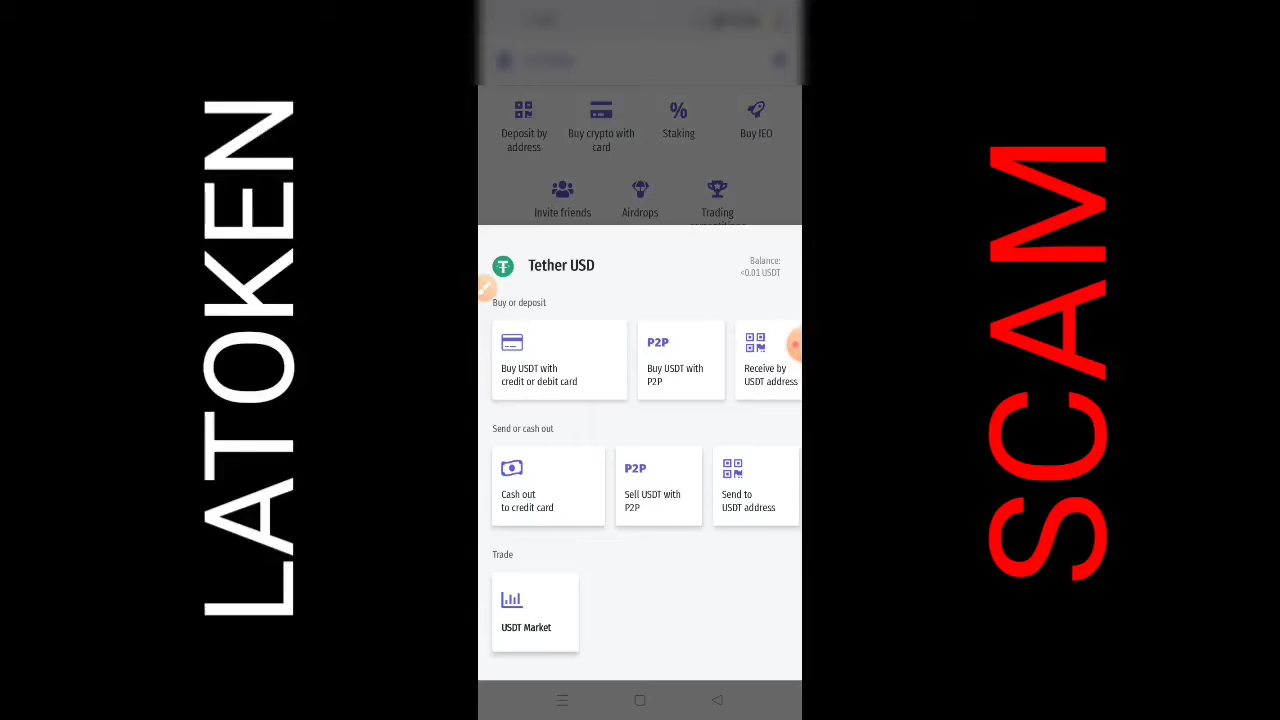 LATOKEN
Deposit by
address
Buy crypto with
card
%
Staking
Buy IEO
Invite friends
Airdrops
Trading
Tether USD
Balance:
<0.01 USDT
Buy or deposit
Buy USDT with
credit or debit card
P2P
Buy USDT with
P2P
Receive by
USDT address
Send or cash out
Cash out
to credit card
P2P
Sell USDT with
P2P
Send to
USDT address
Trade
USDT Market
SCAM